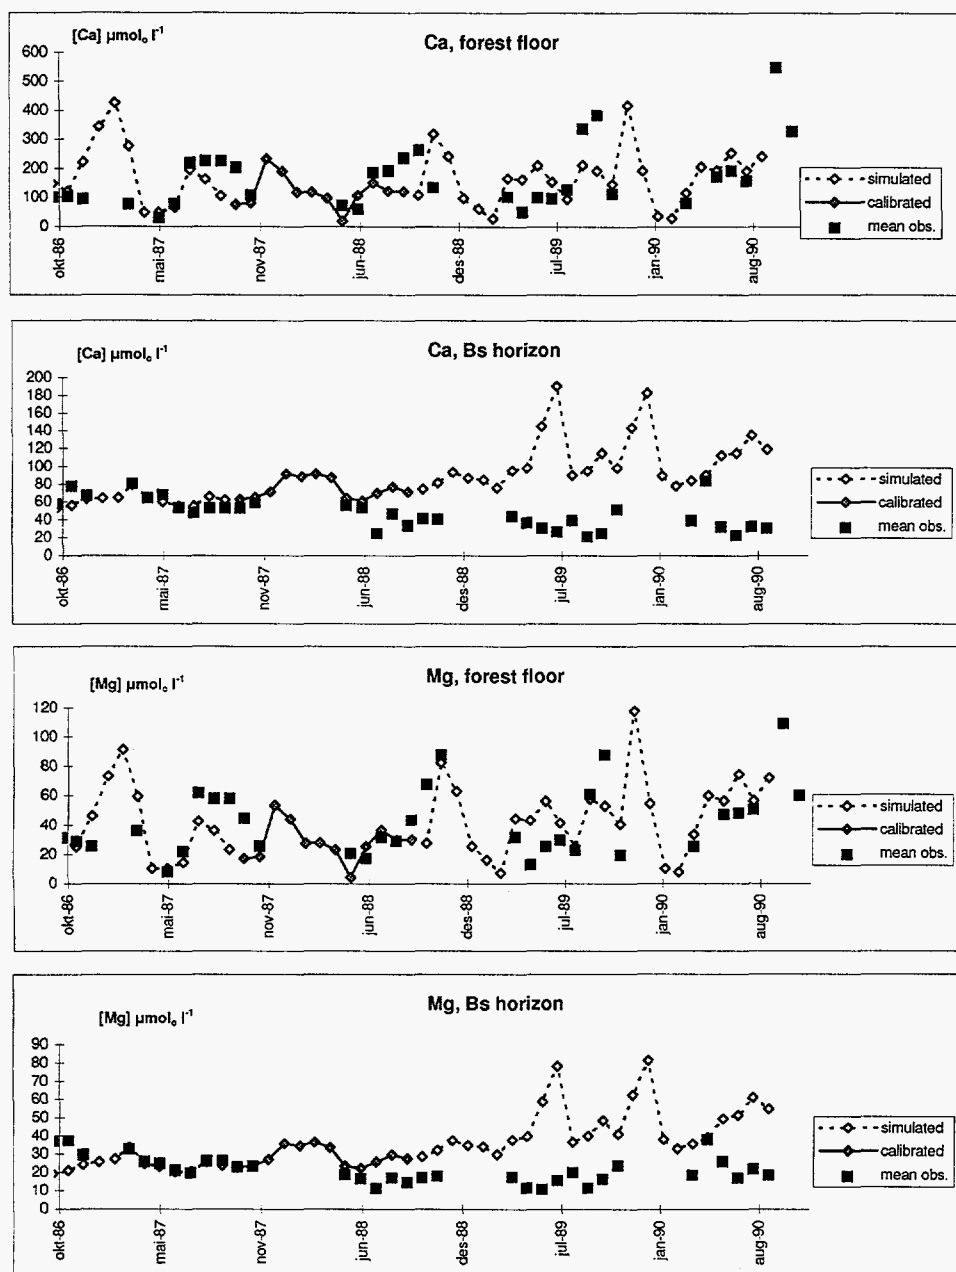 [Ca] µmolc l-1
Ca, forest floor
600
500
400
300
200
100
0
okt-86
mai-87
nov-87
jun-88
des-88
jul-89
jan-90
aug-90
simulated
calibrated
mean obs.
[Ca] µmolc l-1
Ca, Bs horizon
200
180
160
140
120
100
80
60
40
20
0
okt-86
mai-87
nov-87
jun-88
des-88
jul-89
jan-90
aug-90
simulated
calibrated
mean obs.
[Mg] µmolc l-1
Mg, forest floor
120
100
80
60
40
20
0
okt-86
mai-87
nov-87
jun-88
des-88
jul-89
jan-90
aug-90
simulated
calibrated
mean obs.
[Mg] µmolc l-1
Mg, Bs horizon
90
80
70
60
50
40
30
20
10
0
okt-86
mai-87
nov-87
jun-88
des-88
jul-89
jan-90
aug-90
simulated
calibrated
mean obs.